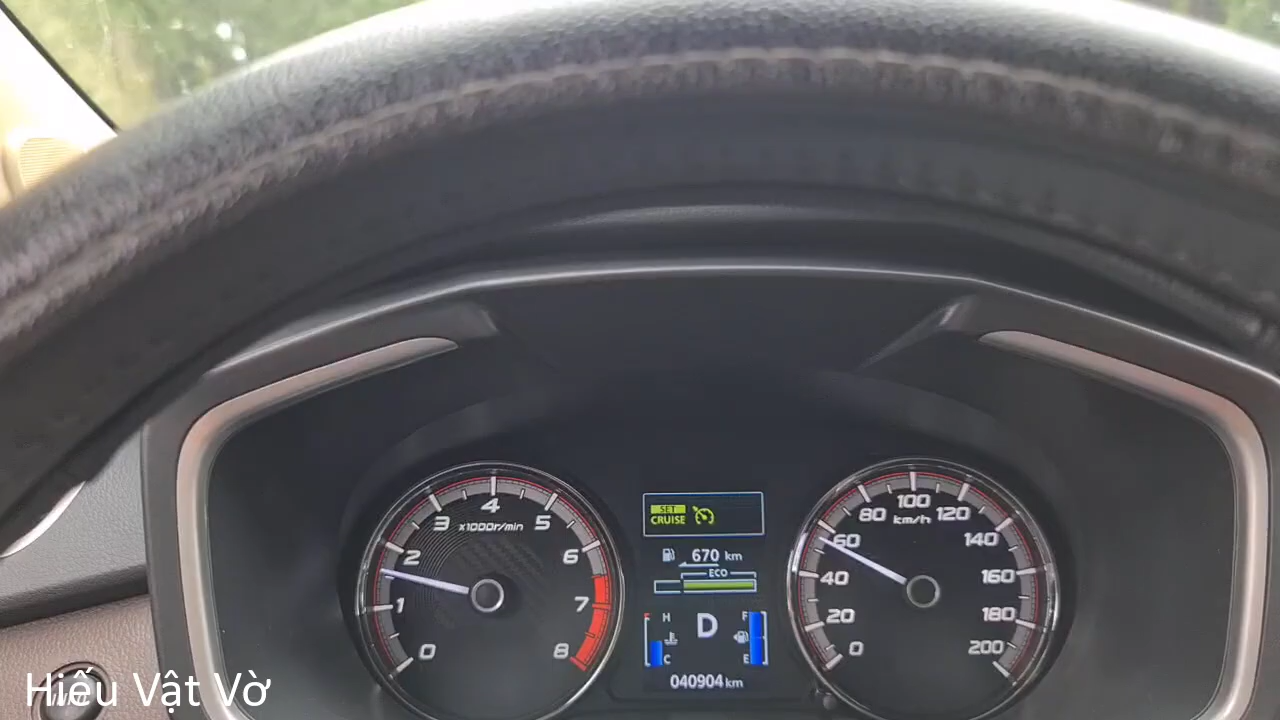 0
1
2
3
4
5
6
7
8
x1000r/min
SET
CRUISE
670 km
ECO
H
C
D
F
E
040904 km
0
20
40
60
80
100
120
140
160
180
200
km/h
Hiếu Vật Vờ